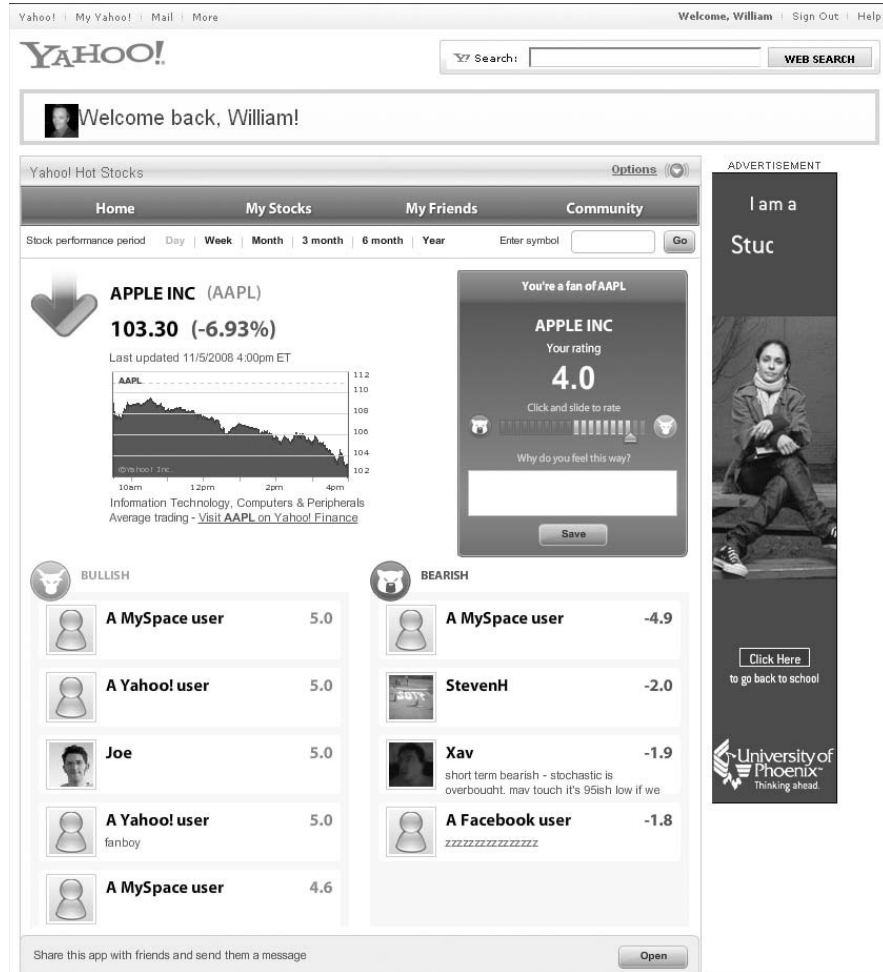 Yahoo! My Yahoo! Mail More
Welcome, William Sign Out Help
YAHOO!
Y! Search: WEB SEARCH
Welcome back, William!
Yahoo! Hot Stocks
Options
Home My Stocks My Friends Community
Stock performance period Day Week Month 3 month 6 month Year Enter symbol Go
APPLE INC (AAPL)
103.30 (-6.93%)
Last updated 11/5/2008 4:00pm ET
AAPL
112
110
108
106
104
102
©Yahoo! Inc.
10am 12pm 2pm 4pm
Information Technology, Computers & Peripherals
Average trading - Visit AAPL on Yahoo! Finance
You're a fan of AAPL
APPLE INC
Your rating
4.0
Click and slide to rate
Why do you feel this way?
Save
BULLISH
A MySpace user 5.0
A Yahoo! user 5.0
Joe 5.0
A Yahoo! user 5.0
fanboy
A MySpace user 4.6
BEARISH
A MySpace user -4.9
StevenH -2.0
Xav -1.9
short term bearish - stochastic is
overbought. may touch it's 95ish low if we
A Facebook user -1.8
zzzzzzzzzzzzzzzz
Share this app with friends and send them a message
Open
ADVERTISEMENT
I am a
Stuc
Click Here
to go back to school
University of
Phoenix
Thinking ahead.